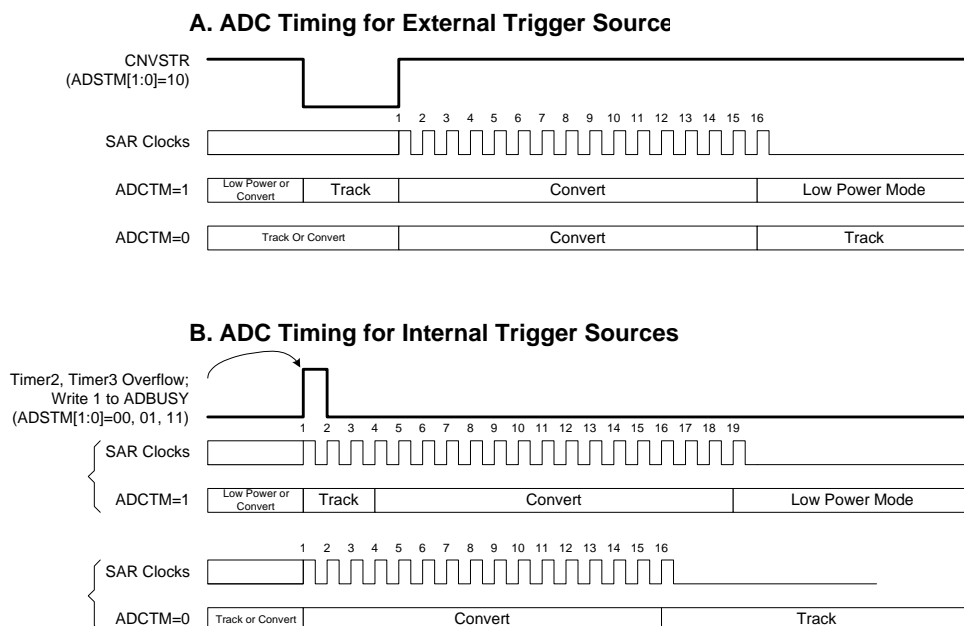 A. ADC Timing for External Trigger Source
CNVSTR
(ADSTM[1:0]=10)
1 2 3 4 5 6 7 8 9 10 11 12 13 14 15 16
SAR Clocks
ADCTM=1 Low Power or Convert Track Convert Low Power Mode
ADCTM=0 Track Or Convert Convert Track
B. ADC Timing for Internal Trigger Sources
Timer2, Timer3 Overflow;
Write 1 to ADBUSY
(ADSTM[1:0]=00, 01, 11)
1 2 3 4 5 6 7 8 9 10 11 12 13 14 15 16 17 18 19
SAR Clocks
ADCTM=1 Low Power or Convert Track Convert Low Power Mode
1 2 3 4 5 6 7 8 9 10 11 12 13 14 15 16
SAR Clocks
ADCTM=0 Track or Convert Convert Track